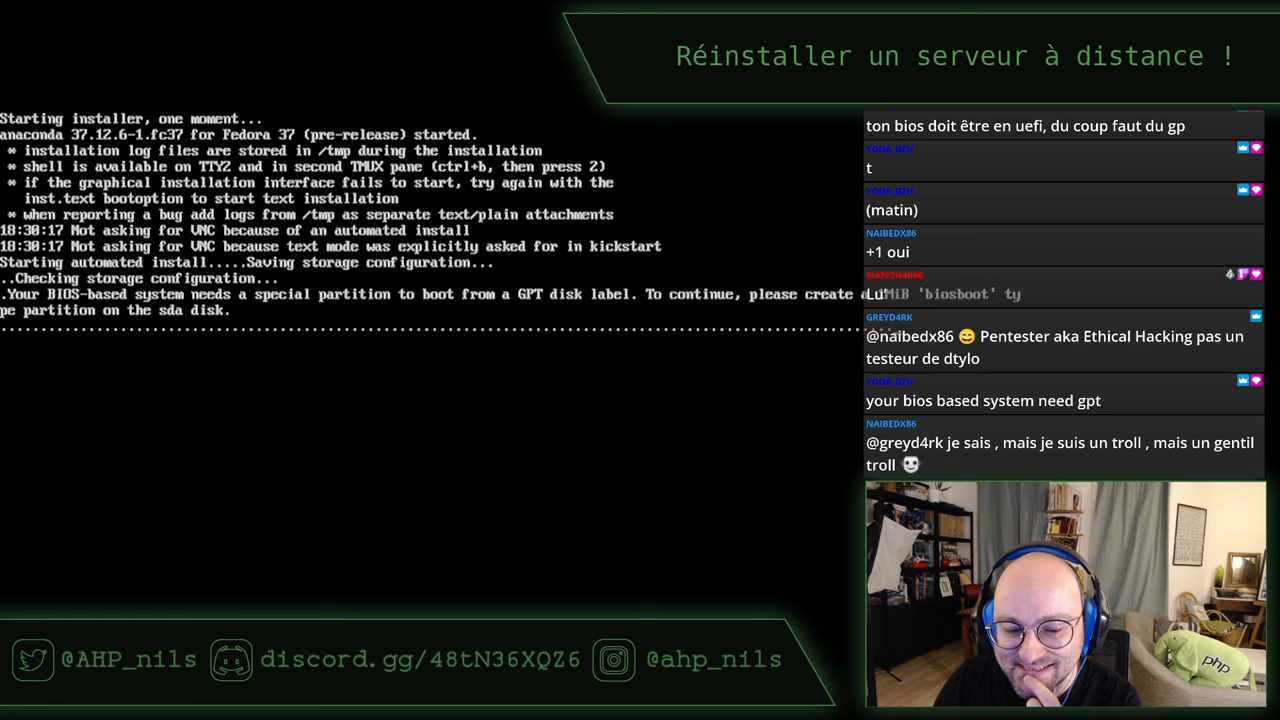 Réinstaller un serveur à distance !
Starting installer, one moment...
anaconda 37.12.6-1.fc37 for Fedora 37 (pre-release) started.
* installation log files are stored in /tmp during the installation
* shell is available on TTY2 and in second TMUX pane (ctrl+b, then press 2)
* if the graphical installation interface fails to start, try again with the
inst.text bootoption to start text installation
* when reporting a bug add logs from /tmp as separate text/plain attachments
18:30:17 Not asking for VNC because of an automated install
18:30:17 Not asking for VNC because text mode was explicitly asked for in kickstart
Starting automated install.....Saving storage configuration...
..Checking storage configuration...
.Your BIOS-based system needs a special partition to boot from a GPT disk label. To continue, please create a MiB 'biosboot' ty
pe partition on the sda disk.
ton bios doit être en uefi, du coup faut du gp
YODA_BZH
t
YODA_BZH
(matin)
NAIBEDX86
+1 oui
MANON4096
Lu'
GREYD4RK
@naibedx86 😄 Pentester aka Ethical Hacking pas un
testeur de dtylo
YODA_BZH
your bios based system need gpt
NAIBEDX86
@greyd4rk je sais , mais je suis un troll , mais un gentil
troll
php
@AHP_nils
discord.gg/48tN36XQZ6
@ahp_nils